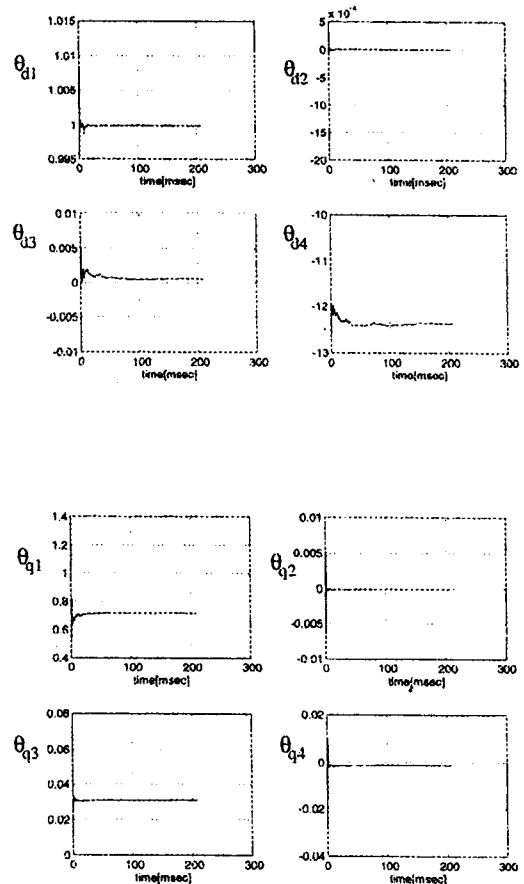 1.015
1.01
θd1
1.005
1
0.995
0 100 200 300
time[msec]
x 10⁻⁴
5
0
θd2
-5
-10
-15
-20
0 100 200 300
time[msec]
0.01
θd3
0.005
0
-0.005
-0.01
0 100 200 300
time[msec]
-10
θd4
-11
-12
-13
0 100 200 300
time[msec]
1.4
1.2
θq1
1
0.8
0.6
0.4
0 100 200 300
time[msec]
0.01
0.005
θq2
0
-0.005
-0.01
0 100 200 300
time[msec]
0.08
θq3
0.06
0.04
0.02
0
0 100 200 300
time[msec]
0.02
θq4
0
-0.02
-0.04
0 100 200 300
time[msec]